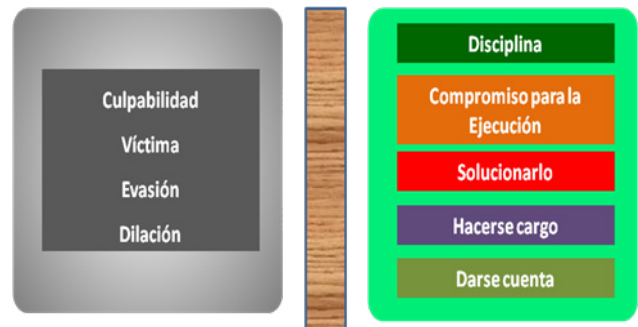 Culpabilidad
Víctima
Evasión
Dilación
Disciplina
Compromiso para la
Ejecución
Solucionarlo
Hacerse cargo
Darse cuenta